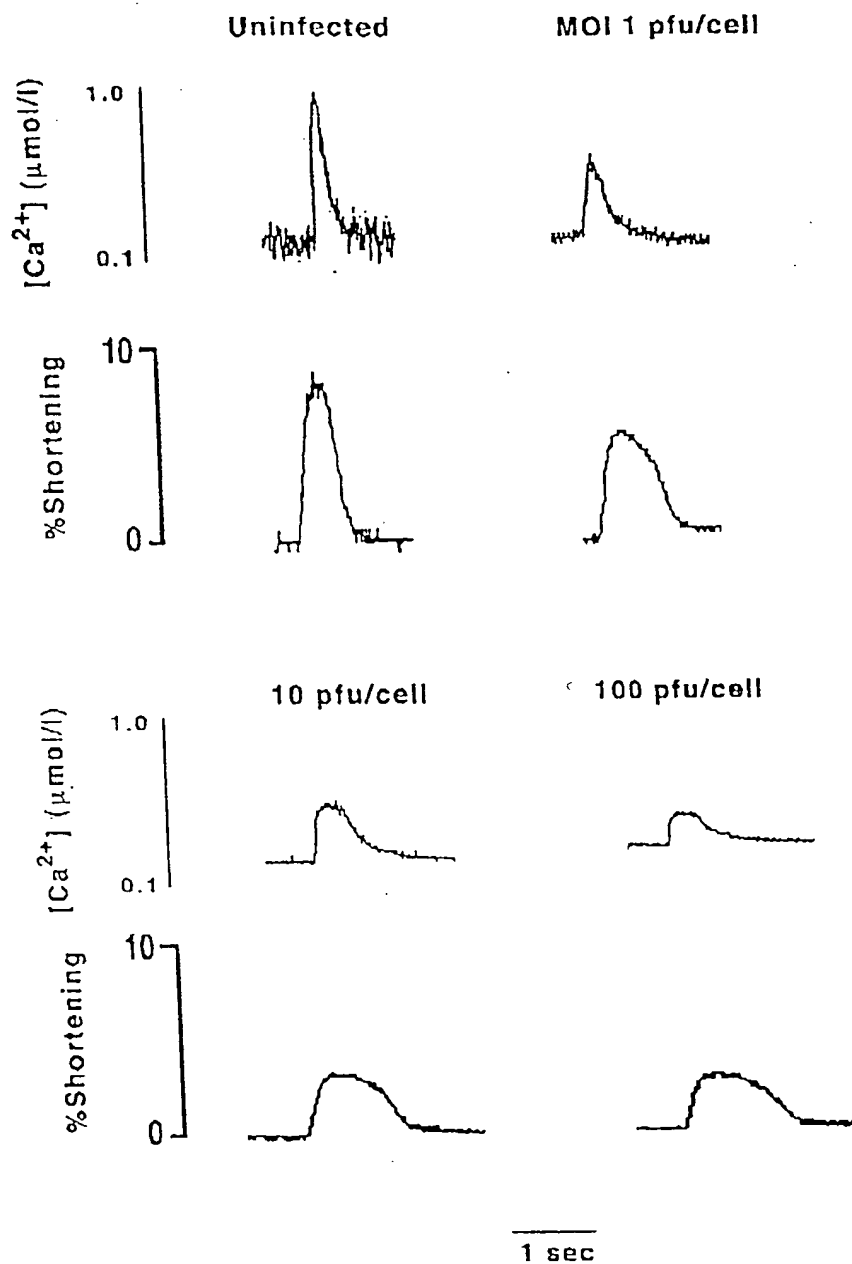 Uninfected
MOI 1 pfu/cell
[Ca2+] (μmol/l)
1.0
0.1
%Shortening
10
0
10 pfu/cell
100 pfu/cell
[Ca2+] (μmol/l)
1.0
0.1
%Shortening
10
0
1 sec